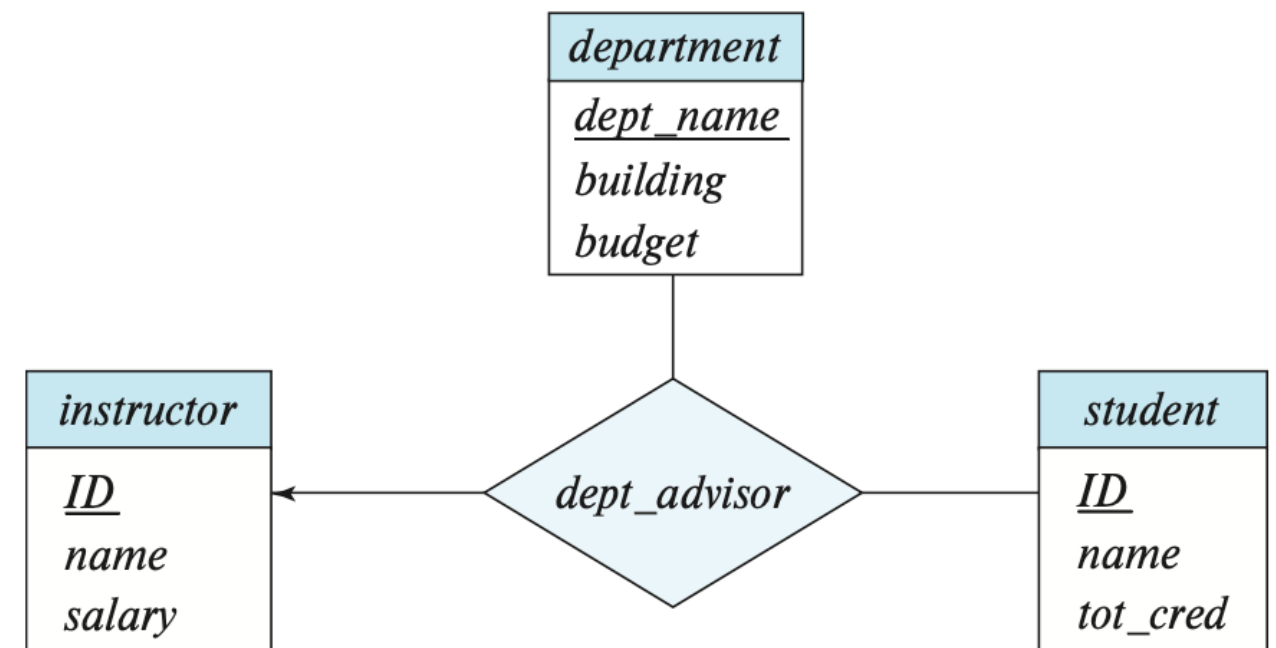 department
dept_name
building
budget
instructor
ID
name
salary
dept_advisor
student
ID
name
tot_cred